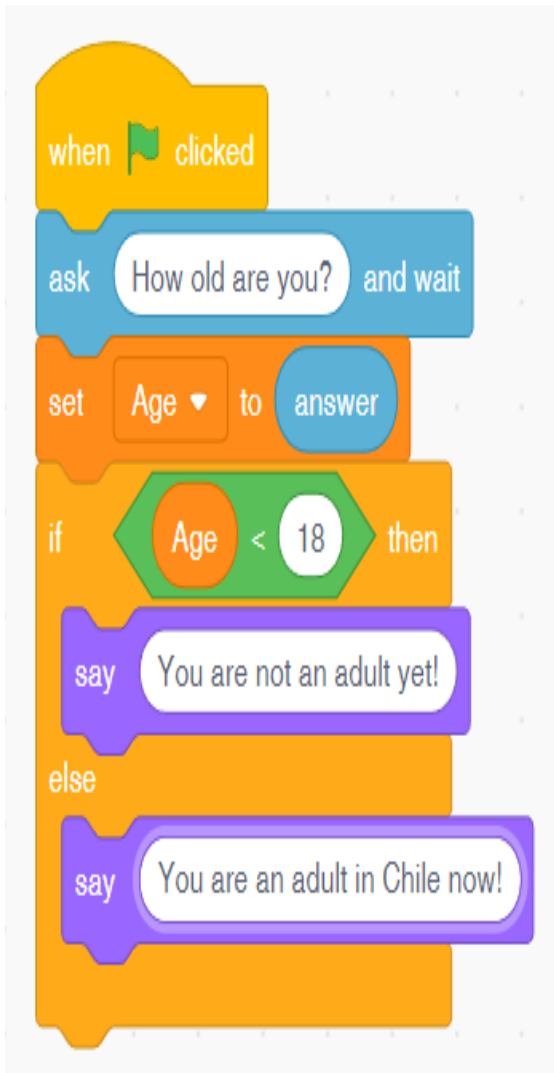 when clicked
ask How old are you? and wait
set Age to answer
if Age < 18 then
say You are not an adult yet!
else
say You are an adult in Chile now!